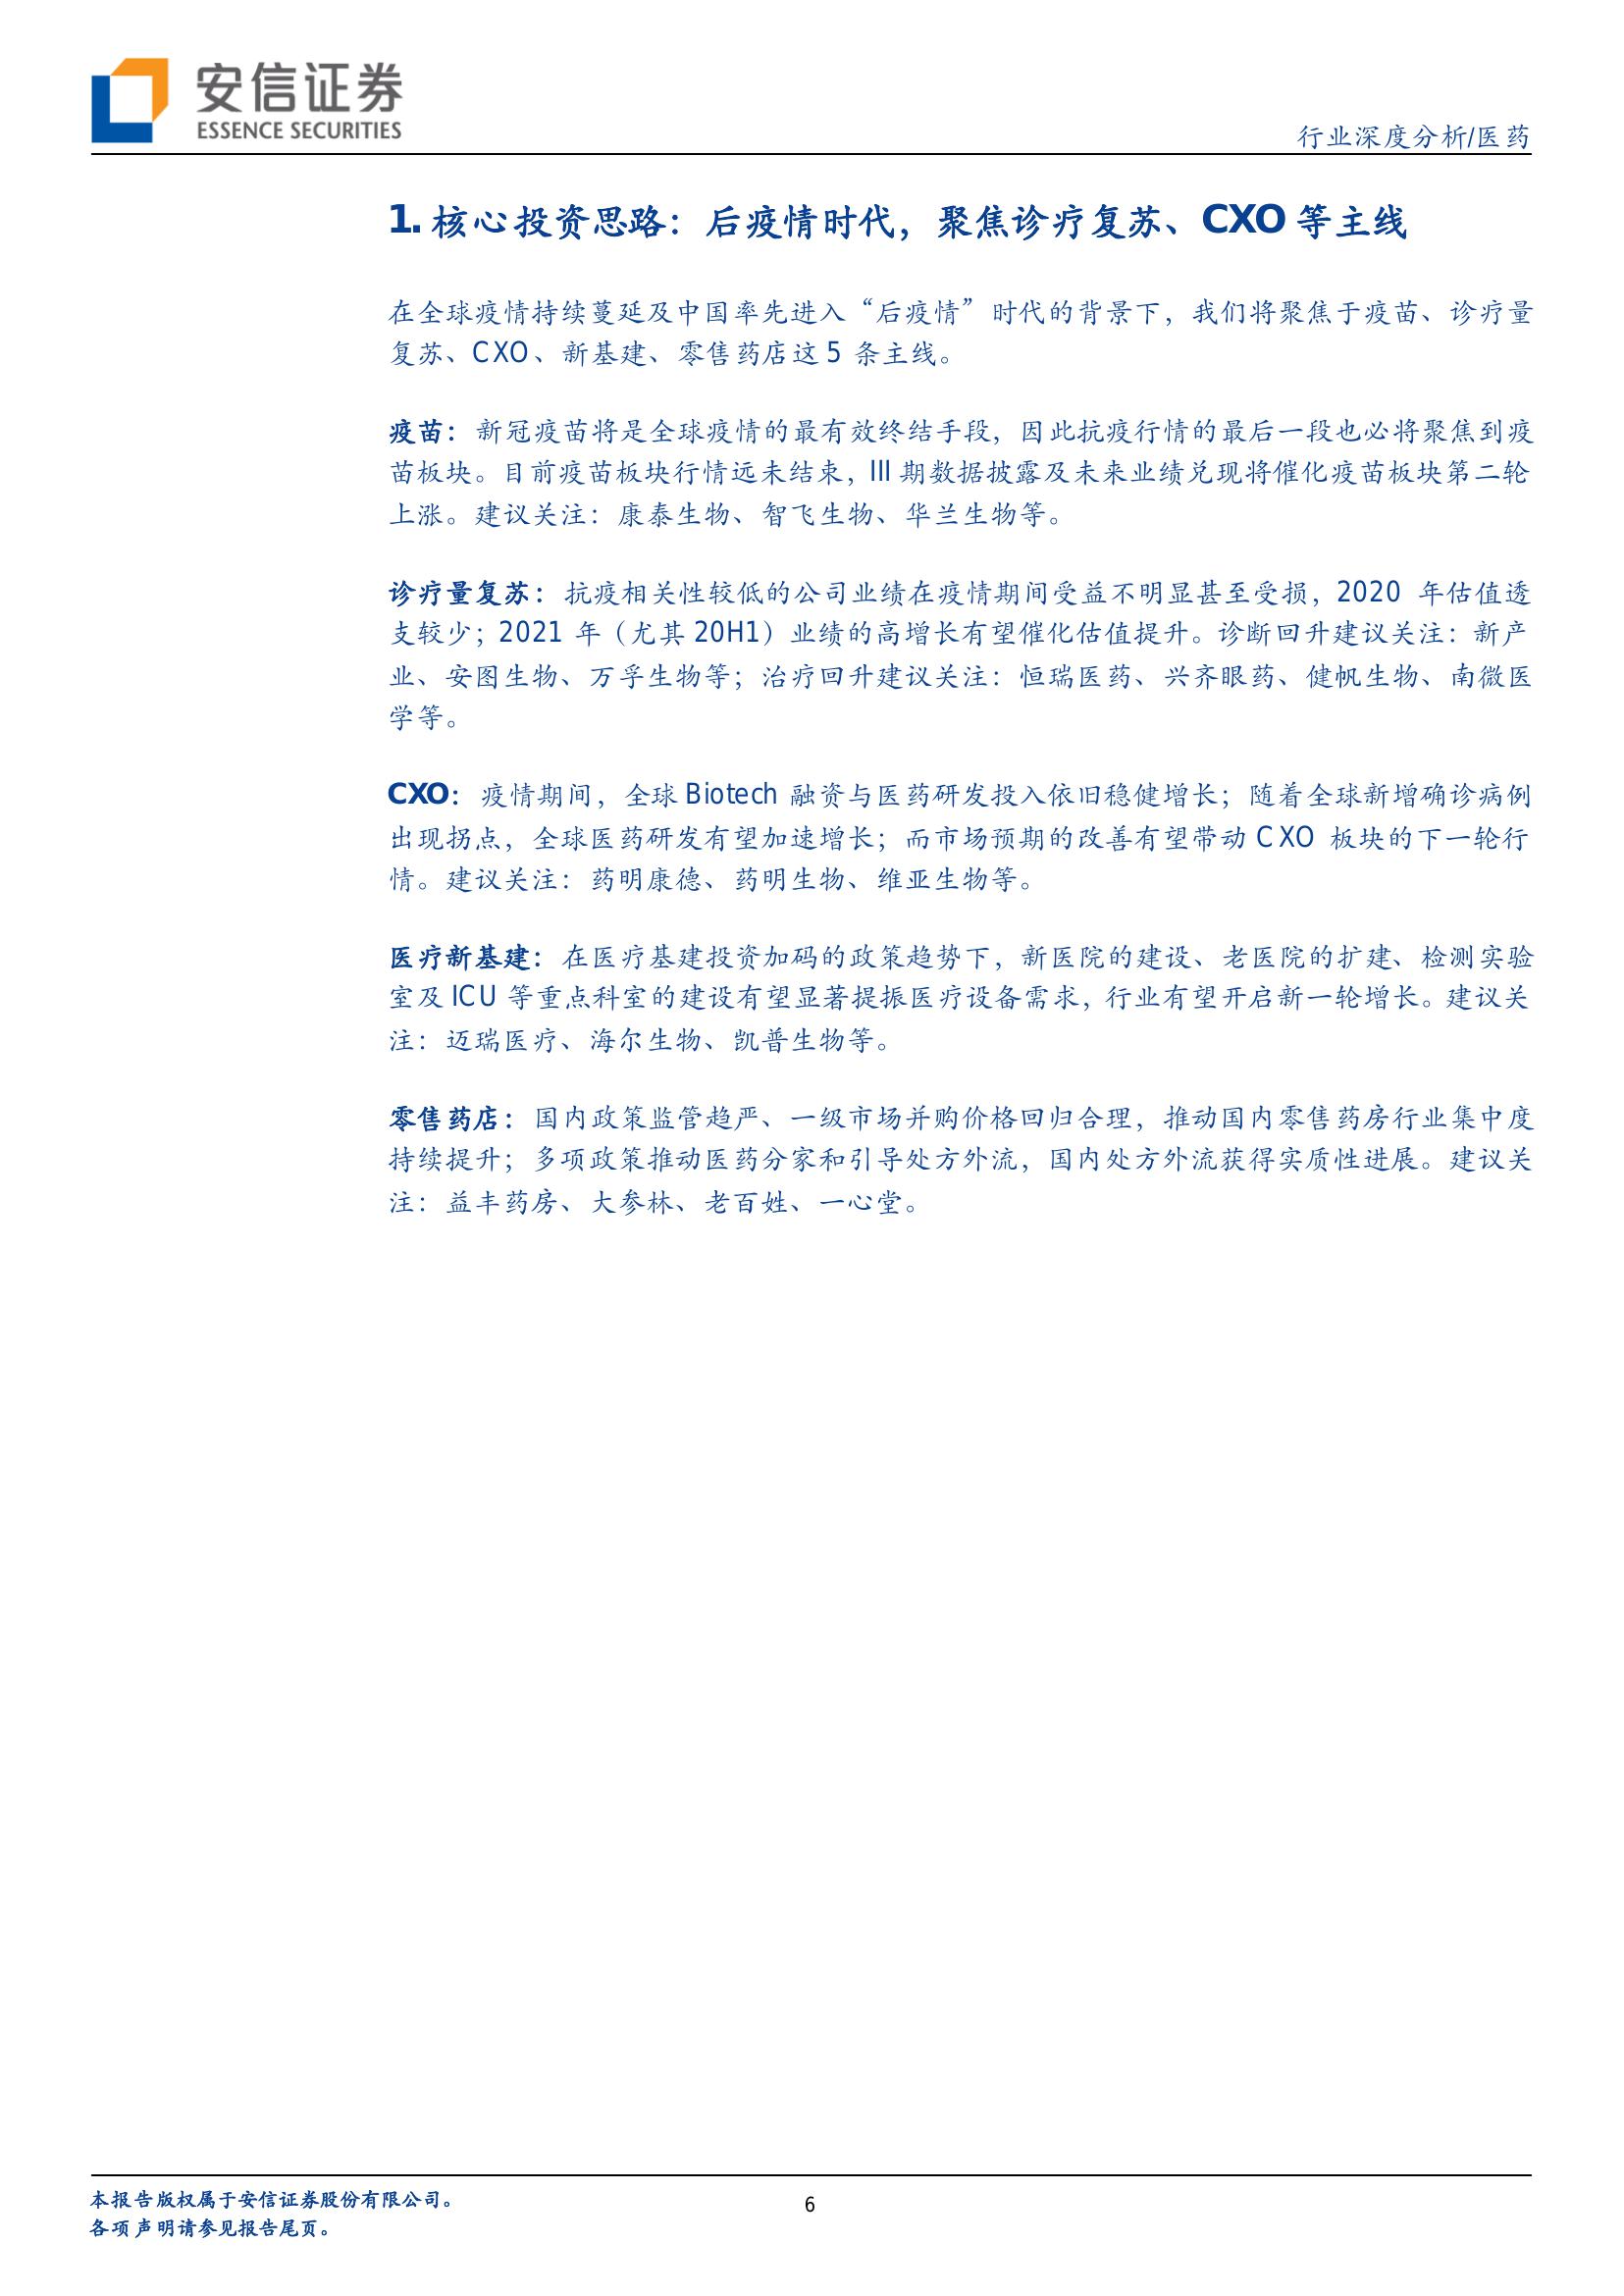 安信证券
ESSENCE SECURITIES
行业深度分析/医药
1. 核心投资思路：后疫情时代，聚焦诊疗复苏、CXO 等主线
在全球疫情持续蔓延及中国率先进入“后疫情”时代的背景下，我们将聚焦于疫苗、诊疗量
复苏、CXO、新基建、零售药店这 5 条主线。
疫苗：新冠疫苗将是全球疫情的最有效终结手段，因此抗疫行情的最后一段也必将聚焦到疫
苗板块。目前疫苗板块行情远未结束，III 期数据披露及未来业绩兑现将催化疫苗板块第二轮
上涨。建议关注：康泰生物、智飞生物、华兰生物等。
诊疗量复苏：抗疫相关性较低的公司业绩在疫情期间受益不明显甚至受损，2020 年估值透
支较少；2021 年（尤其 20H1）业绩的高增长有望催化估值提升。诊断回升建议关注：新产
业、安图生物、万孚生物等；治疗回升建议关注：恒瑞医药、兴齐眼药、健帆生物、南微医
学等。
CXO：疫情期间，全球 Biotech 融资与医药研发投入依旧稳健增长；随着全球新增确诊病例
出现拐点，全球医药研发有望加速增长；而市场预期的改善有望带动 CXO 板块的下一轮行
情。建议关注：药明康德、药明生物、维亚生物等。
医疗新基建：在医疗基建投资加码的政策趋势下，新医院的建设、老医院的扩建、检测实验
室及 ICU 等重点科室的建设有望显著提振医疗设备需求，行业有望开启新一轮增长。建议关
注：迈瑞医疗、海尔生物、凯普生物等。
零售药店：国内政策监管趋严、一级市场并购价格回归合理，推动国内零售药房行业集中度
持续提升；多项政策推动医药分家和引导处方外流，国内处方外流获得实质性进展。建议关
注：益丰药房、大参林、老百姓、一心堂。
本报告版权属于安信证券股份有限公司。
各项声明请参见报告尾页。
6